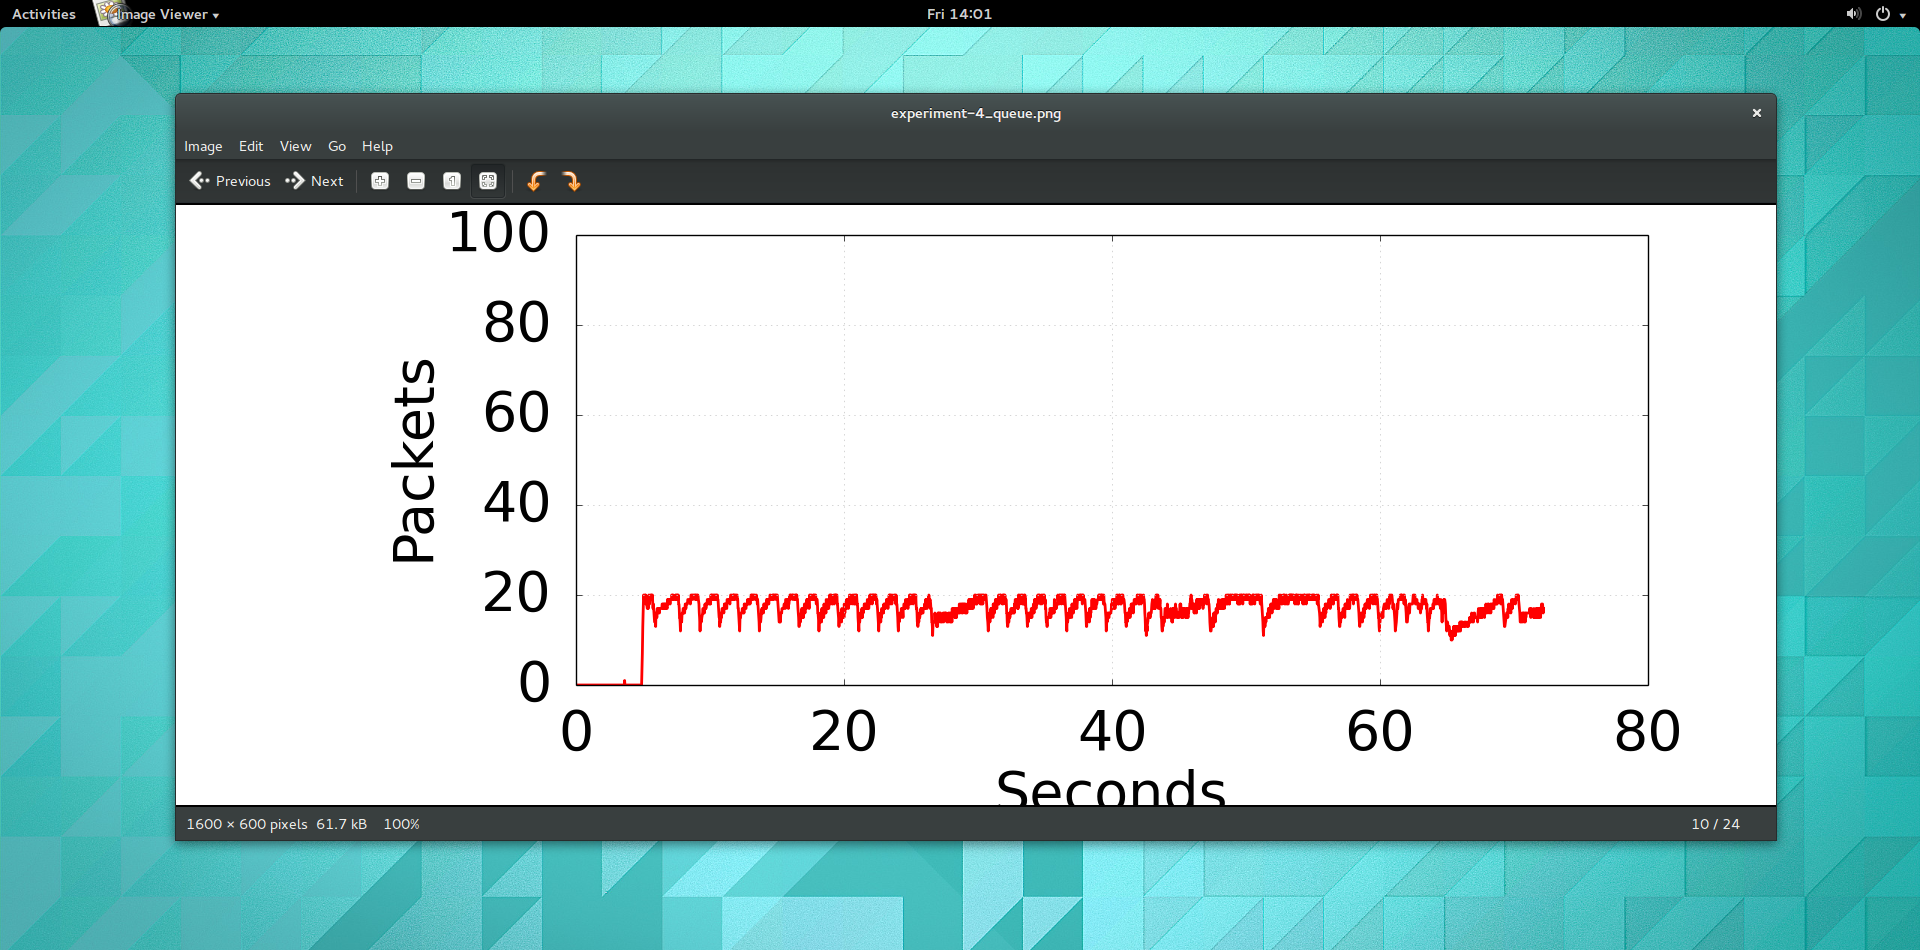 Activities Image Viewer Fri 14:01
experiment-4_queue.png
Image Edit View Go Help
Previous Next
100
80
60
40
20
0
Packets
0 20 40 60 80
Seconds
1600 × 600 pixels 61.7 kB 100% 10 / 24